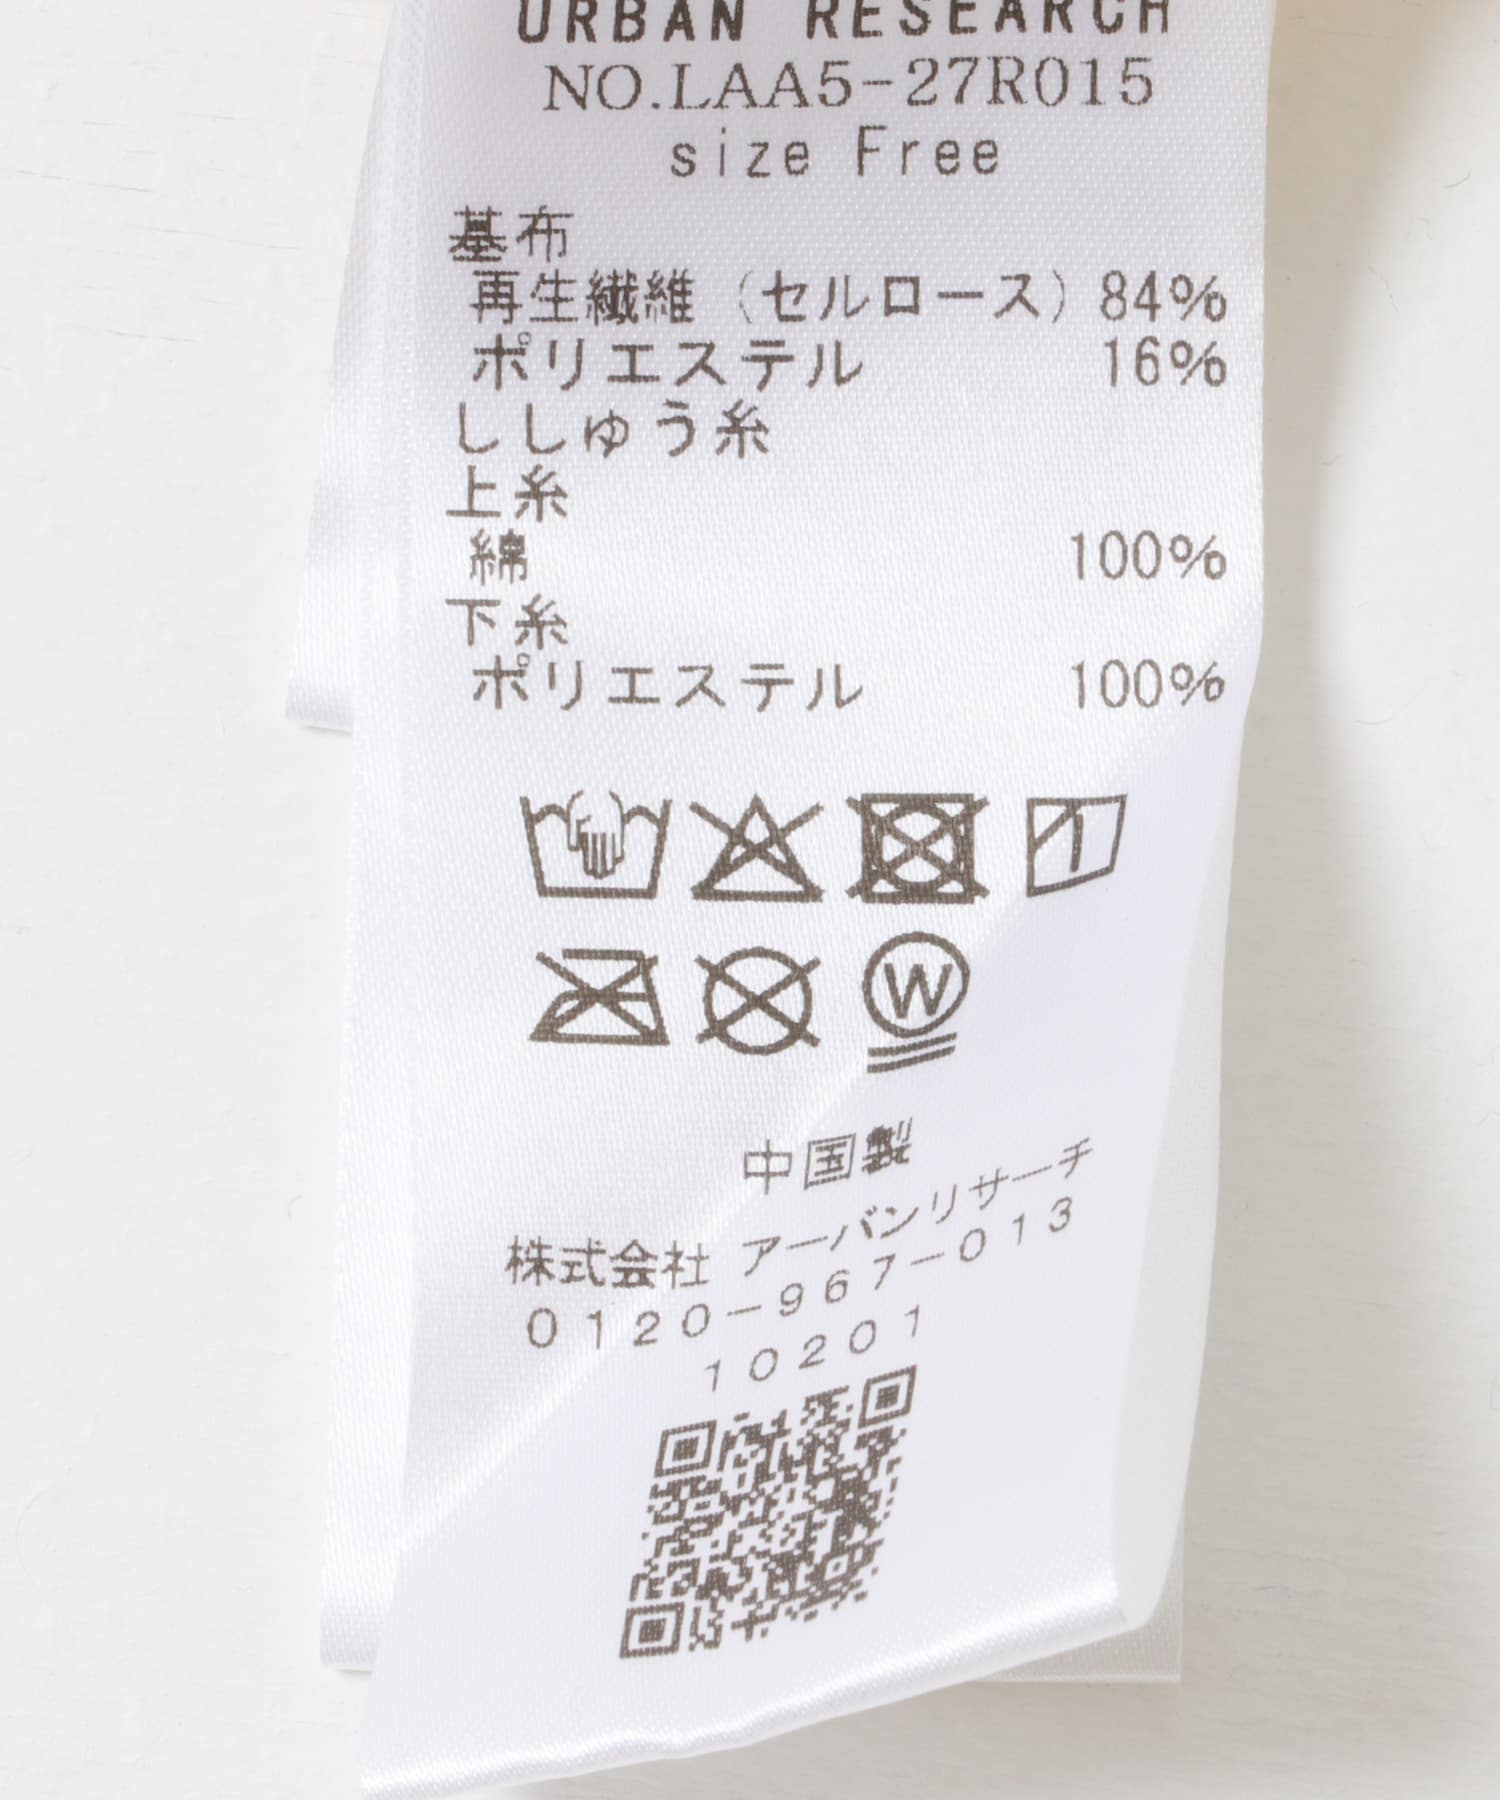 URBAN RESEARCH
NO.LAA5-27R015
size Free
基布
再生繊維（セルロース）84%
ポリエステル 16%
ししゅう糸
上糸
綿 100%
下糸
ポリエステル 100%
W
中国製
株式会社 アーバンリサーチ
0120-967-013
10201